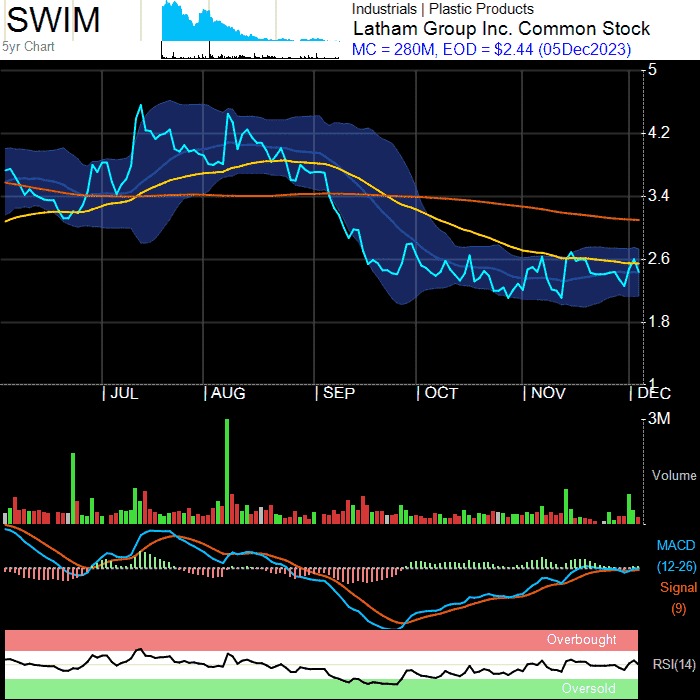 SWIM
5yr Chart
Industrials | Plastic Products
Latham Group Inc. Common Stock
MC = 280M, EOD = $2.44 (05Dec2023)
5
4.2
3.4
2.6
1.8
1
| JUL | AUG | SEP | OCT | NOV | DEC
3M
Volume
MACD
(12-26)
Signal
(9)
Overbought
RSI(14)
Oversold